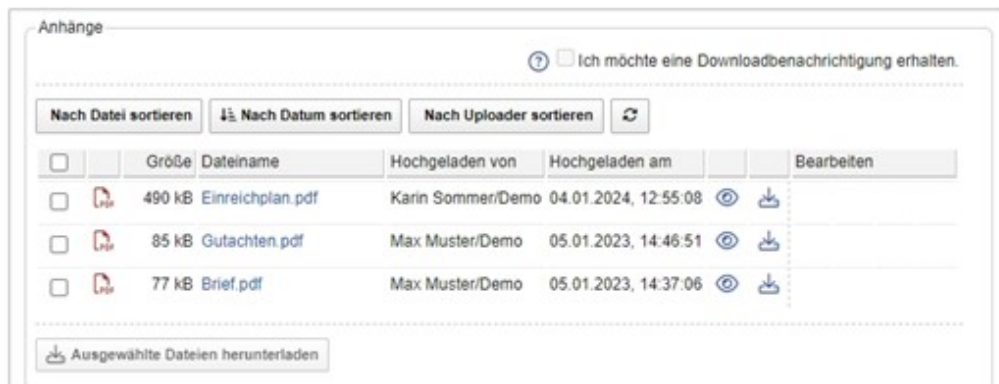 Anhänge
Ich möchte eine Downloadbenachrichtigung erhalten.
Nach Datei sortieren Nach Datum sortieren Nach Uploader sortieren
Größe Dateiname Hochgeladen von Hochgeladen am Bearbeiten
PDF 490 kB Einreichplan.pdf Karin Sommer/Demo 04.01.2024, 12:55:08
PDF 85 kB Gutachten.pdf Max Muster/Demo 05.01.2023, 14:46:51
PDF 77 kB Brief.pdf Max Muster/Demo 05.01.2023, 14:37:06
Ausgewählte Dateien herunterladen